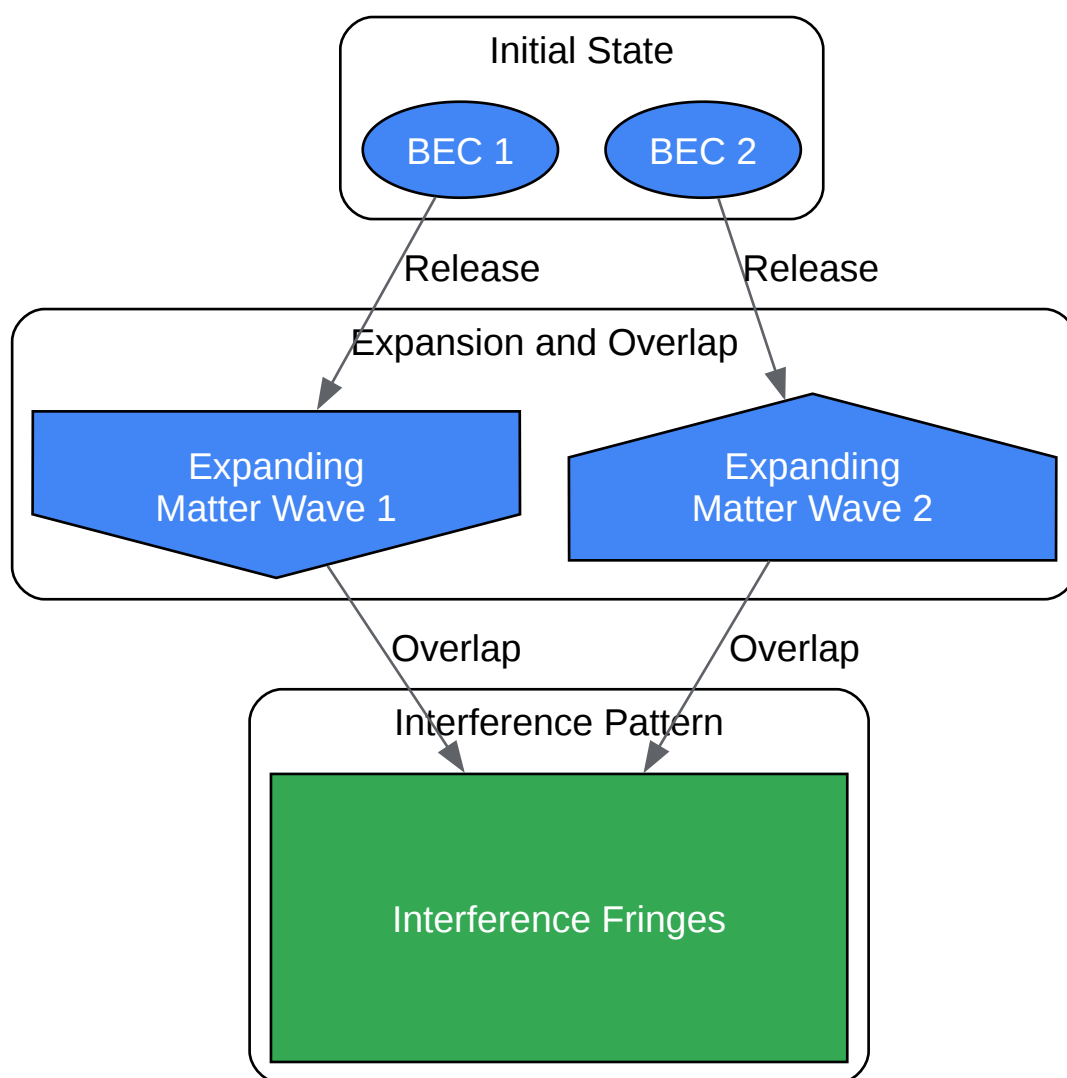 Initial State
BEC 1
BEC 2
Release
Release
Expansion and Overlap
Expanding
Matter Wave 1
Expanding
Matter Wave 2
Overlap
Overlap
Interference Pattern
Interference Fringes